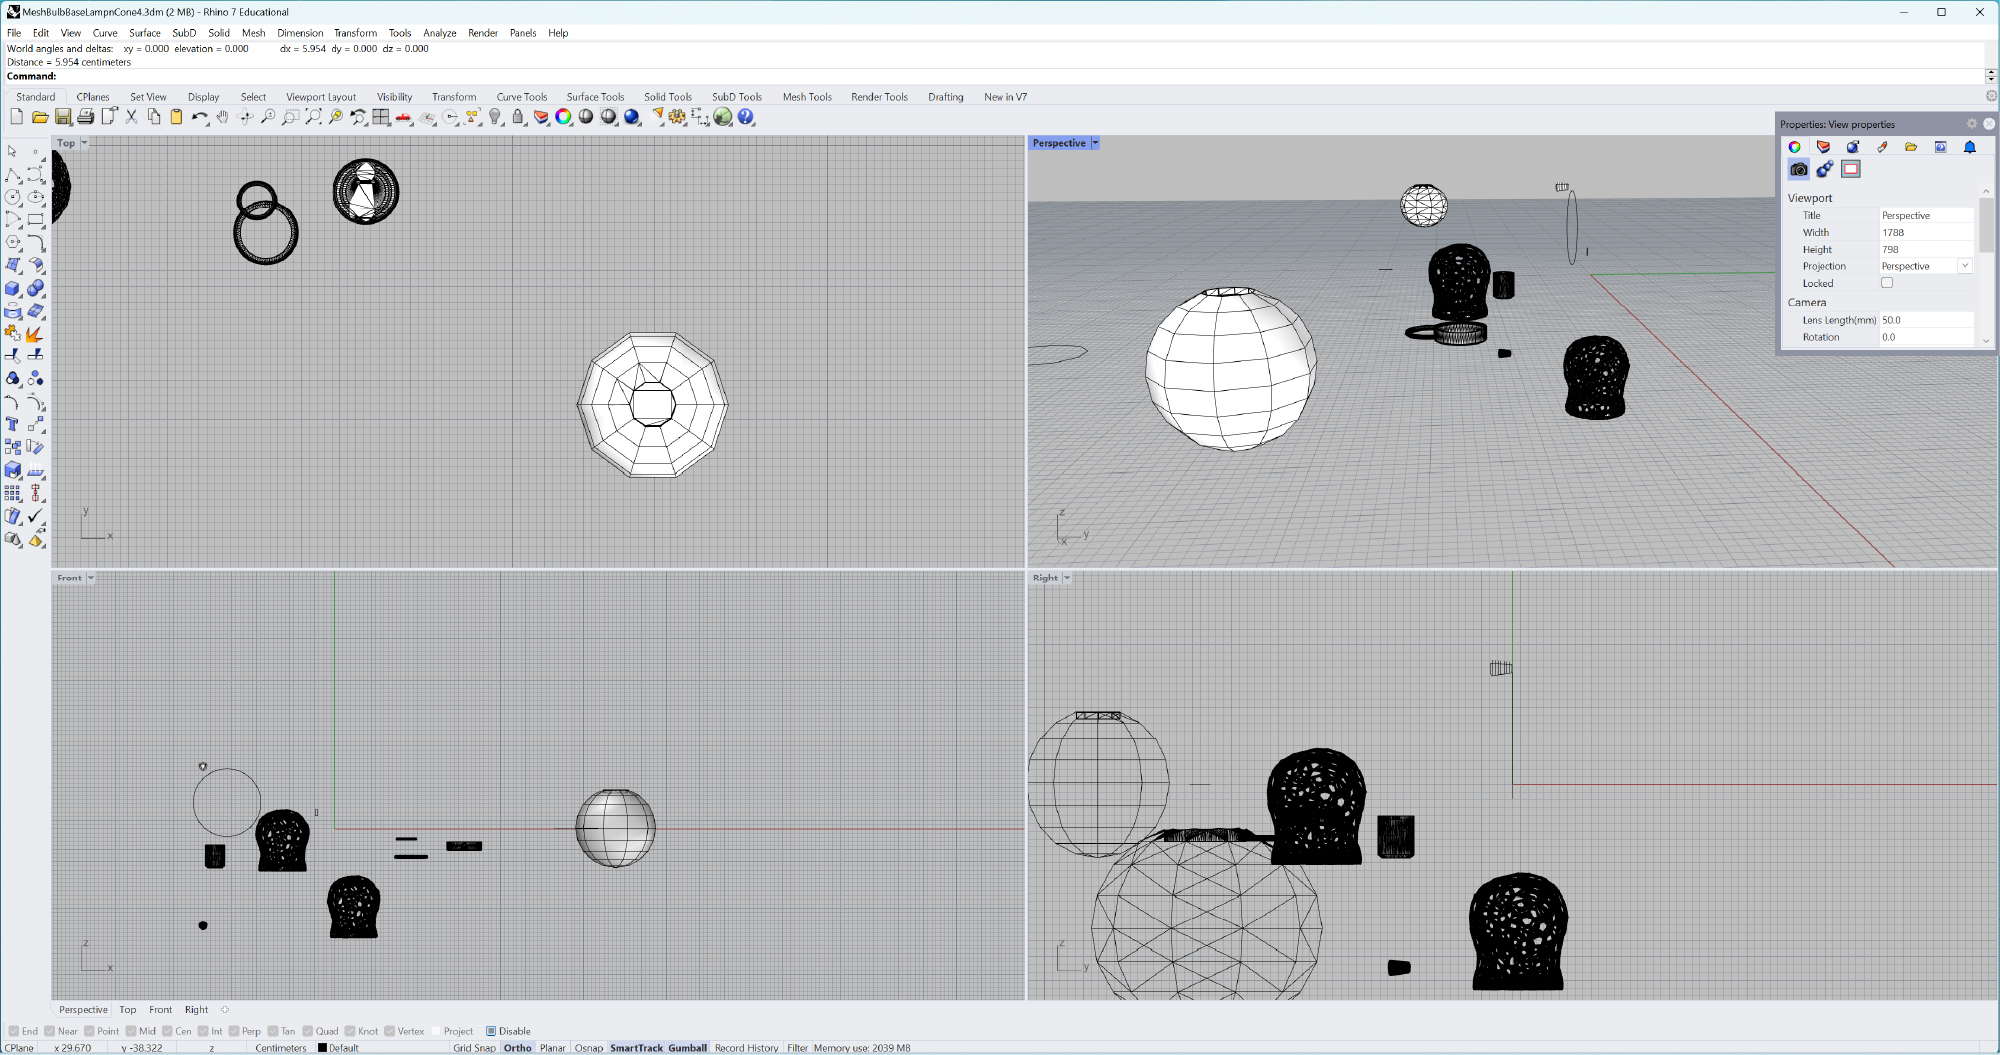 MeshBulbBaseLampnCone4.3dm (2 MB) - Rhino 7 Educational
File Edit View Curve Surface SubD Solid Mesh Dimension Transform Tools Analyze Render Panels Help
World angles and deltas: xy = 0.000 elevation = 0.000 dx = 5.954 dy = 0.000 dz = 0.000
Distance = 5.954 centimeters
Command:
Standard CPlanes Set View Display Select Viewport Layout Visibility Transform Curve Tools Surface Tools Solid Tools SubD Tools Mesh Tools Render Tools Drafting New in V7
Top
Perspective
Properties: View properties
Viewport
Title Perspective
Width 1788
Height 798
Projection Perspective
Locked
Camera
Lens Length(mm) 50.0
Rotation 0.0
y
x
z
y
x
Front
Right
z
x
z
y
Perspective Top Front Right
End Near Point Mid Cen Int Perp Tan Quad Knot Vertex Project Disable
CPlane x 29.670 y -38.322 z Centimeters Default Grid Snap Ortho Planar Osnap SmartTrack Gumball Record History Filter Memory use: 2039 MB